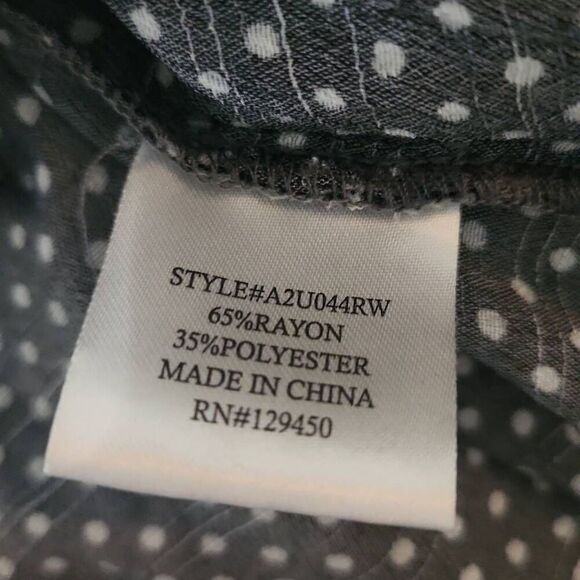 STYLE#A2U044RW
65%RAYON
35%POLYESTER
MADE IN CHINA
RN#129450